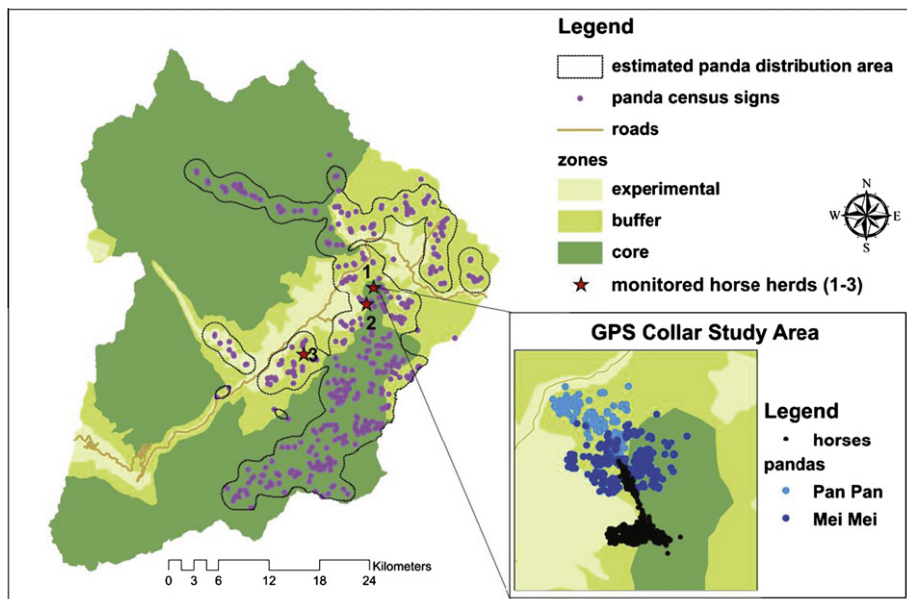 Legend
estimated panda distribution area
panda census signs
roads
zones
experimental
buffer
core
monitored horse herds (1-3)
N
W E
S
1
2
3
GPS Collar Study Area
Legend
horses
pandas
Pan Pan
Mei Mei
Kilometers
0 3 6 12 18 24